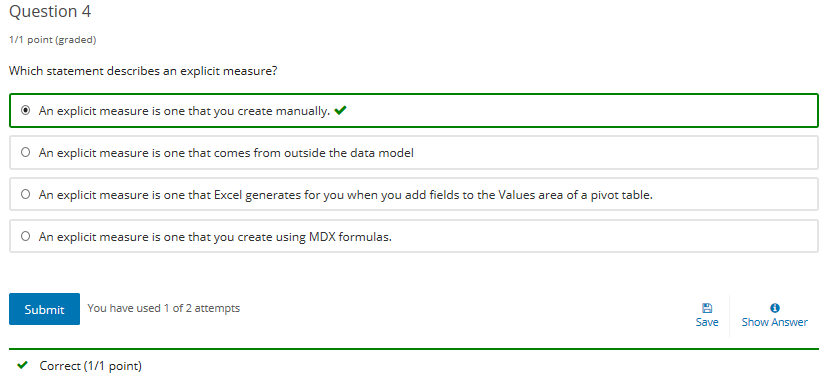 Question 4
1/1 point (graded)
Which statement describes an explicit measure?
An explicit measure is one that you create manually.
An explicit measure is one that comes from outside the data model
An explicit measure is one that Excel generates for you when you add fields to the Values area of a pivot table.
An explicit measure is one that you create using MDX formulas.
Submit You have used 1 of 2 attempts
Save Show Answer
Correct (1/1 point)